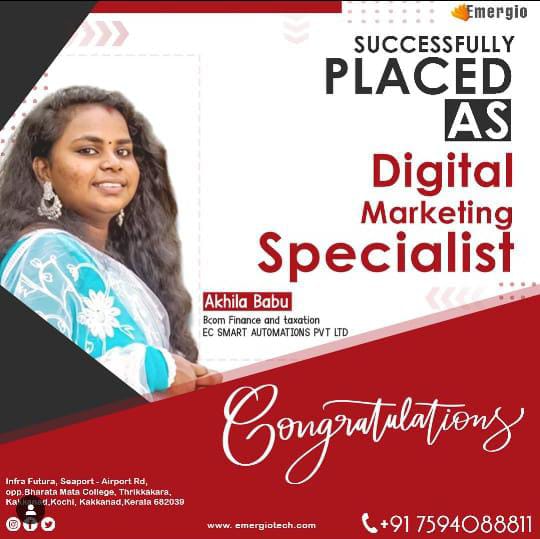 Emergio
SUCCESSFULLY
PLACED
AS
Digital
Marketing
Specialist
Akhila Babu
Bcom Finance and taxation
EC SMART AUTOMATIONS PVT LTD
Congratulations
Infra Futura, Seaport - Airport Rd,
opp.Bharata Mata College, Thrikkakara,
Kakkanad,Kochi, Kakkanad,Kerala 682039
www. emergiotech.com
+91 7594088811